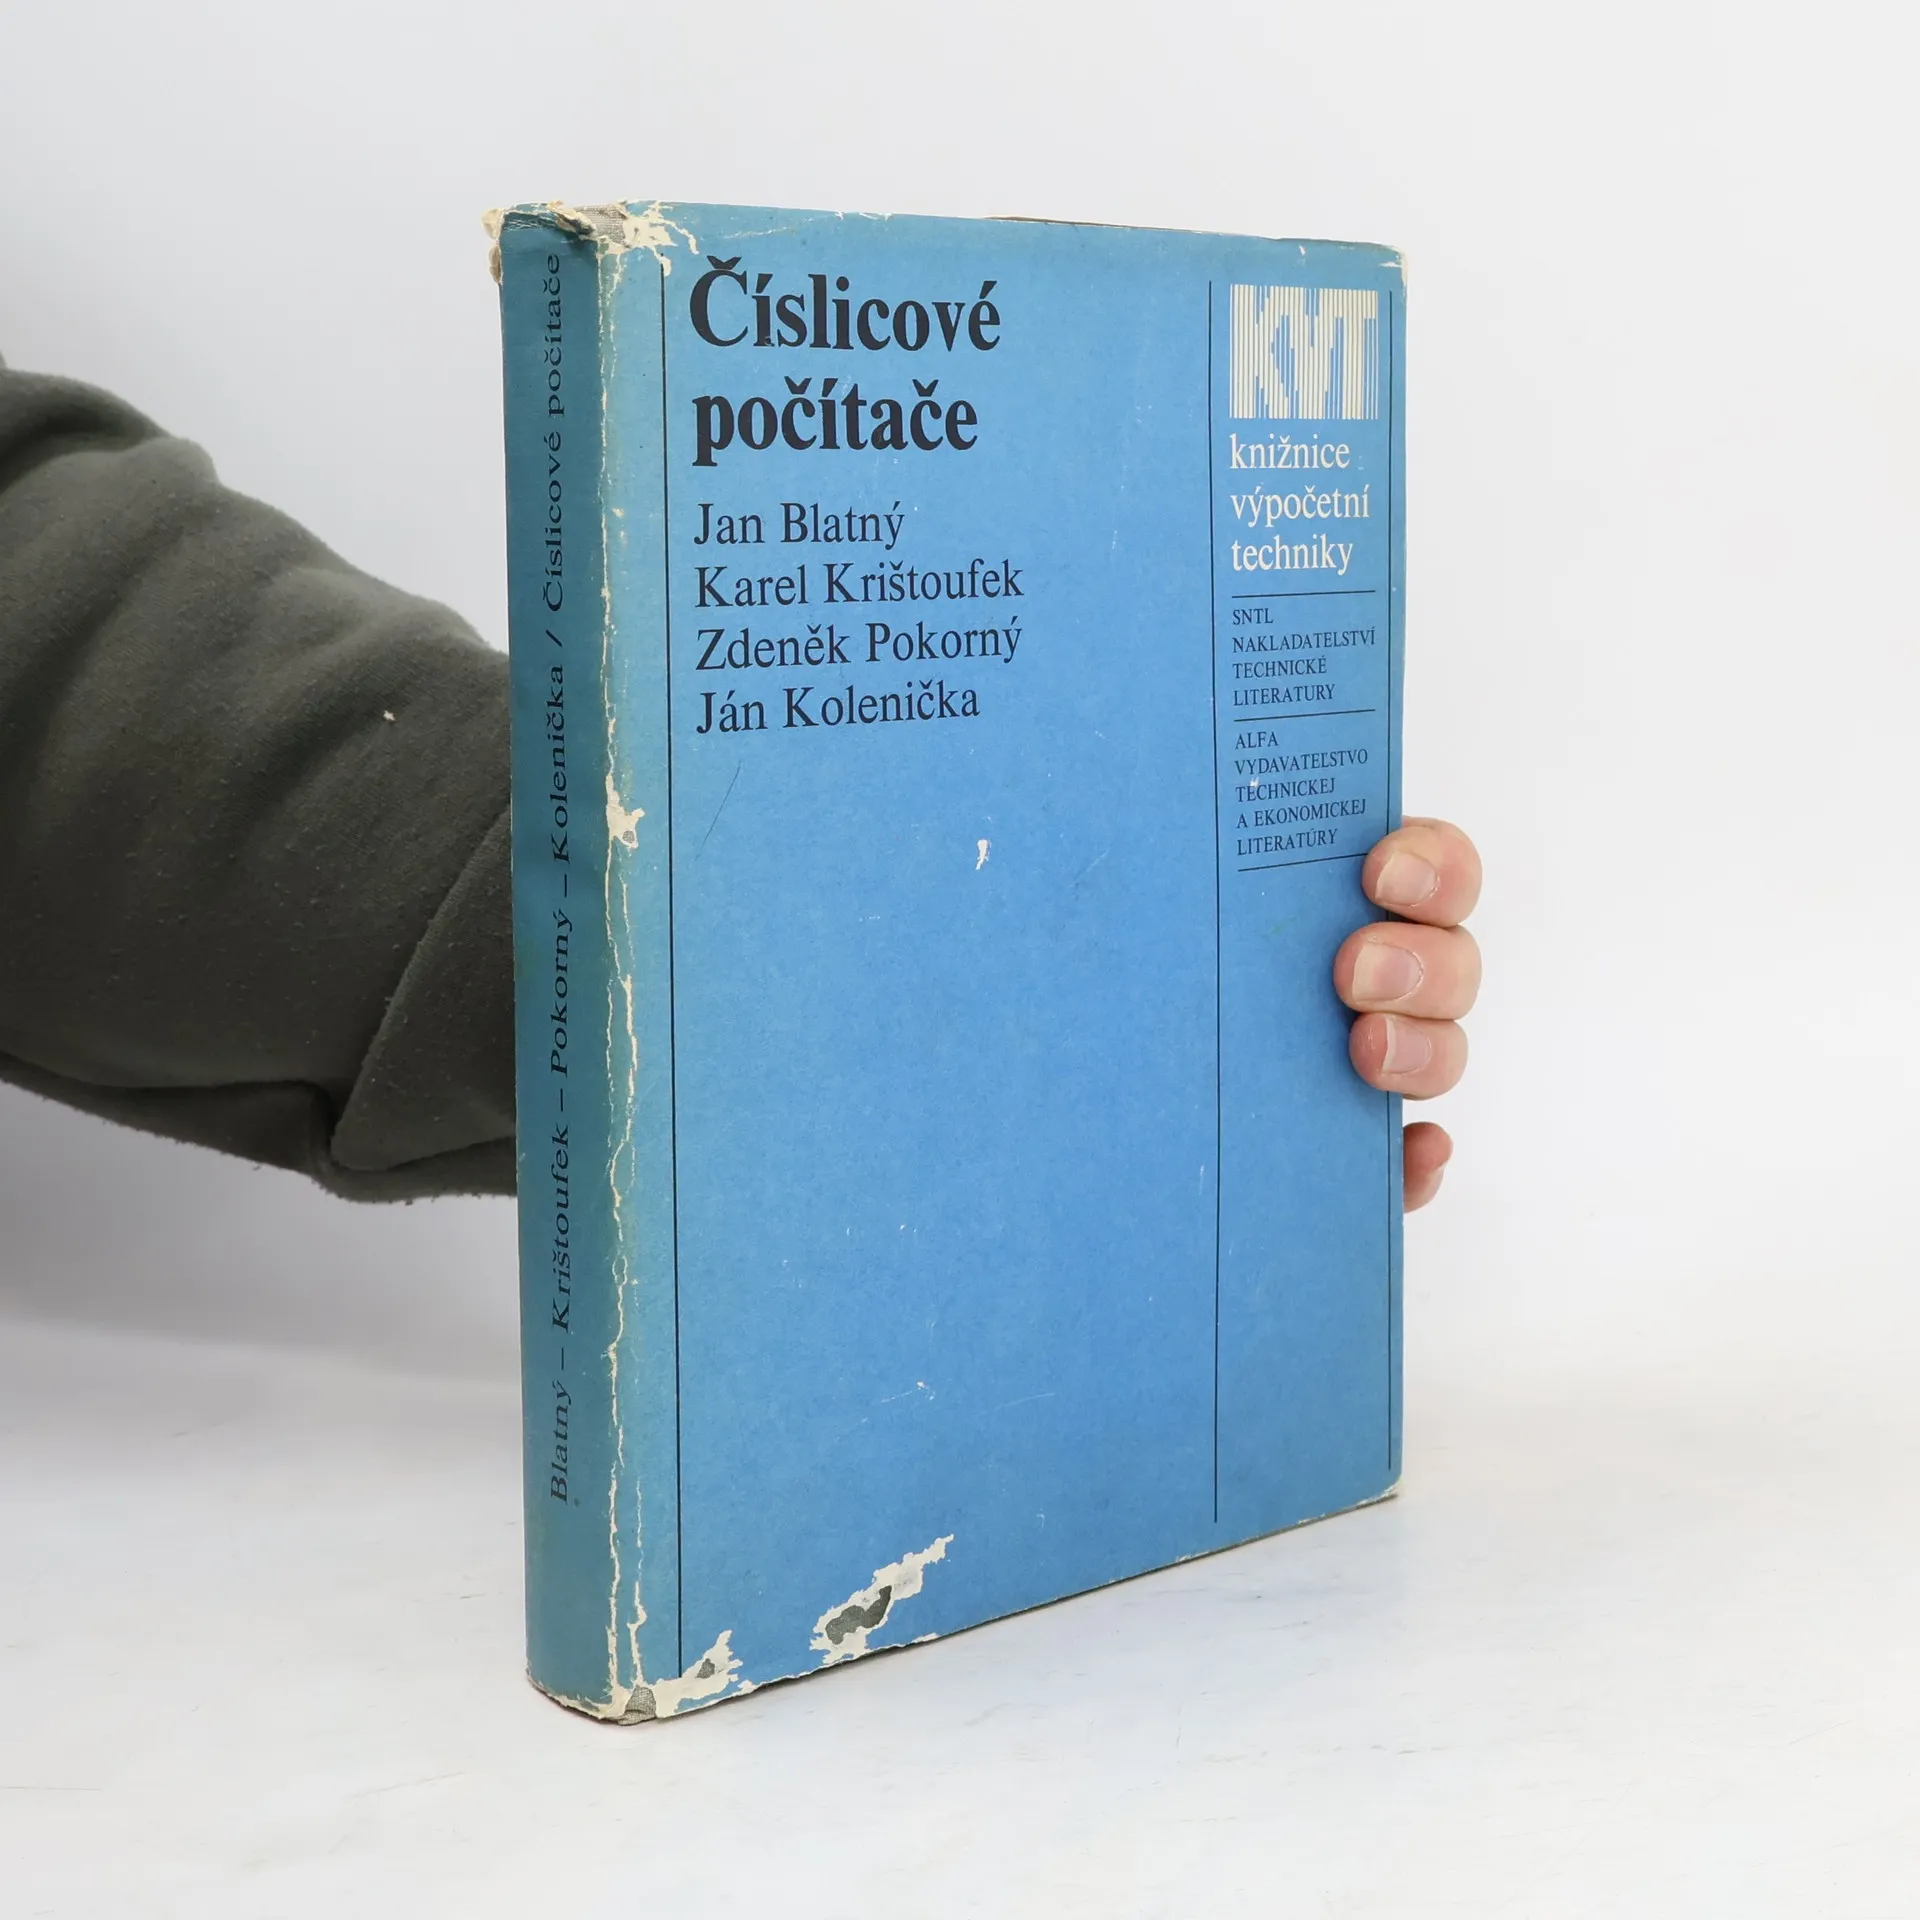 Číslicové
počítače
Jan Blatný
Karel Krištoufek
Zdeněk Pokorný
Ján Kolenička
KVT
knižnice
výpočetní
techniky
SNTL
NAKLADATELSTVÍ
TECHNICKÉ
LITERATURY
ALFA
VYDAVATEĽSTVO
TECHNICKEJ
A EKONOMICKEJ
LITERATÚRY
Blatný – Krištoufek – Pokorný – Kolenička / Číslicové počítače